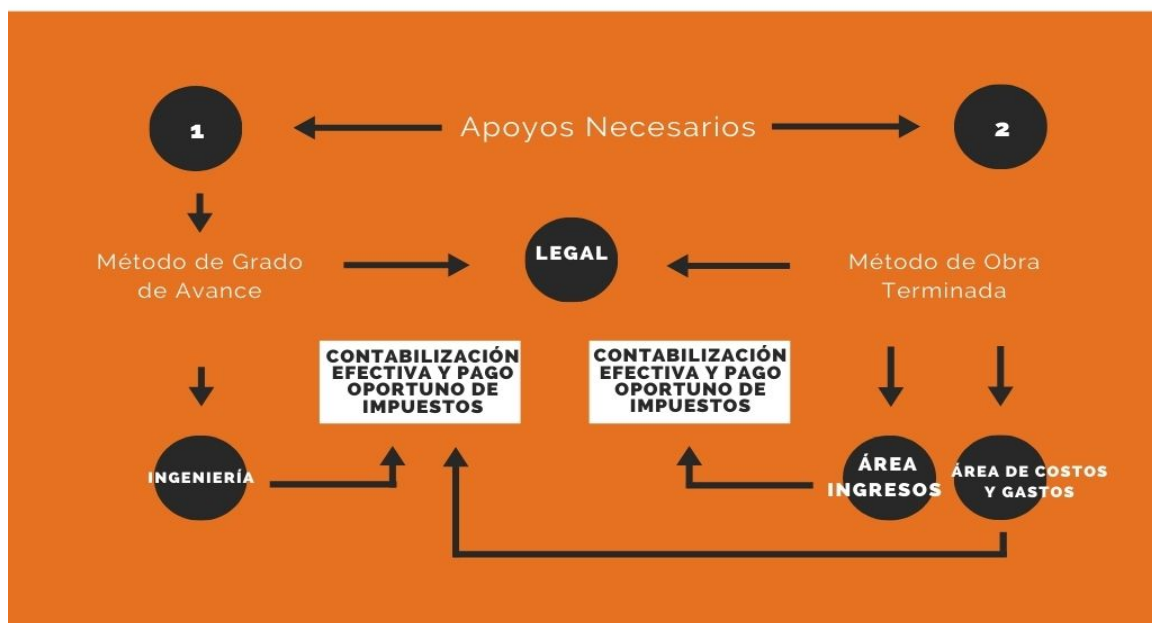 1
Apoyos Necesarios
2
Método de Grado
de Avance
LEGAL
Método de Obra
Terminada
CONTABILIZACIÓN
EFECTIVA Y PAGO
OPORTUNO DE
IMPUESTOS
CONTABILIZACIÓN
EFECTIVA Y PAGO
OPORTUNO DE
IMPUESTOS
INGENIERÍA
ÁREA
INGRESOS
ÁREA DE COSTOS
Y GASTOS